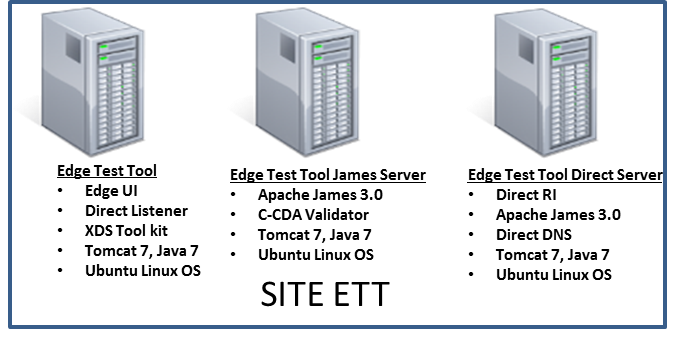 Edge Test Tool
• Edge UI
• Direct Listener
• XDS Tool kit
• Tomcat 7, Java 7
• Ubuntu Linux OS
Edge Test Tool James Server
• Apache James 3.0
• C-CDA Validator
• Tomcat 7, Java 7
• Ubuntu Linux OS
Edge Test Tool Direct Server
• Direct RI
• Apache James 3.0
• Direct DNS
• Tomcat 7, Java 7
• Ubuntu Linux OS
SITE ETT